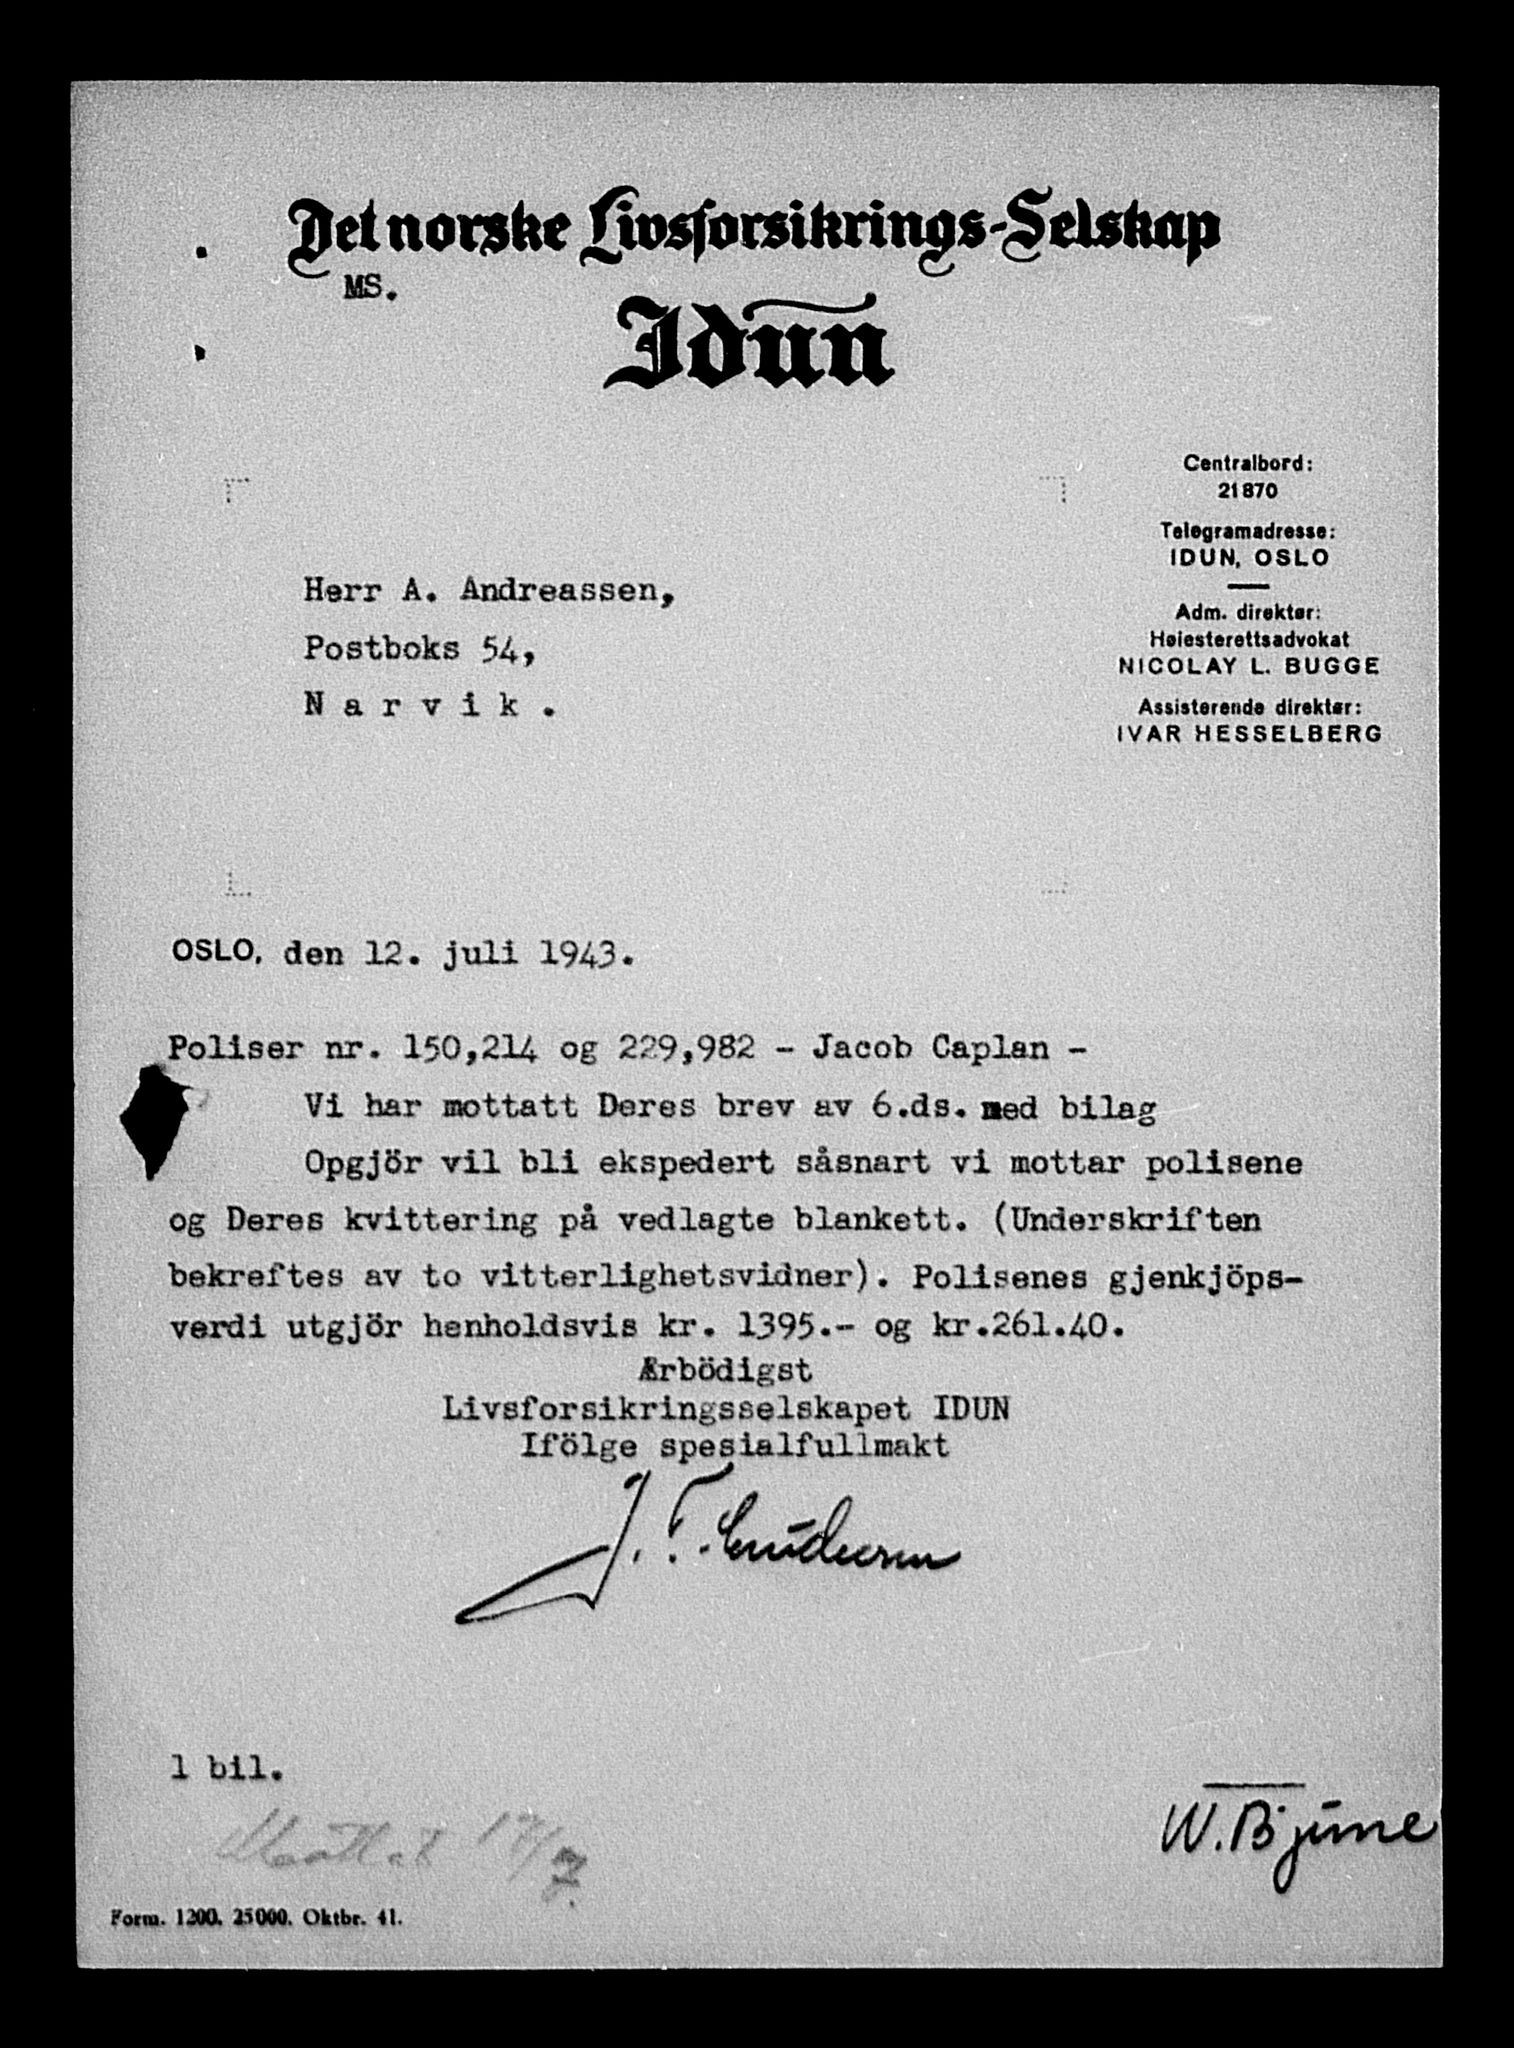 Det norske Livsforsikrings-Selskap
MS.
Idun
Centralbord:
21870
Telegramadresse:
IDUN, OSLO
Adm. direktør:
Høiesterettsadvokat
NICOLAY L. BUGGE
Assisterende direktør:
IVAR HESSELBERG
Herr A. Andreassen,
Postboks 54,
Narvik.
OSLO, den 12. juli 1943.
Poliser nr. 150,214 og 229,982 - Jacob Caplan -
Vi har mottatt Deres brev av 6.ds. med bilag
Opgjör vil bli ekspedert såsnart vi mottar polisene
og Deres kvittering på vedlagte blankett. (Underskriften
bekreftes av to vitterlighetsvidner). Polisenes gjenkjöps-
verdi utgjör henholdsvis kr. 1395.- og kr.261.40.
Ærbödigst
Livsforsikringsselskapet IDUN
Ifölge spesialfullmakt
J. F.
1 bil.
W. Bjune
Form. 1200. 25000. Oktbr. 41.